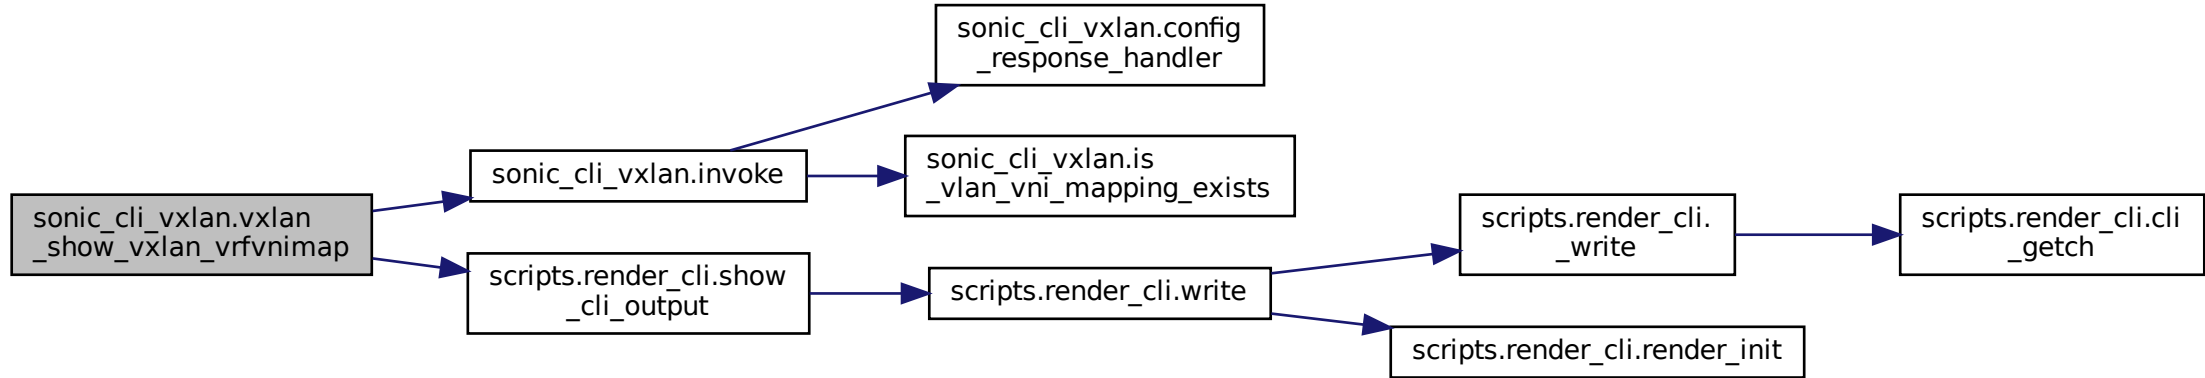 sonic_cli_vxlan.vxlan
_show_vxlan_vrfvnimap
sonic_cli_vxlan.invoke
sonic_cli_vxlan.config
_response_handler
sonic_cli_vxlan.is
_vlan_vni_mapping_exists
scripts.render_cli.show
_cli_output
scripts.render_cli.write
scripts.render_cli.
_write
scripts.render_cli.cli
_getch
scripts.render_cli.render_init